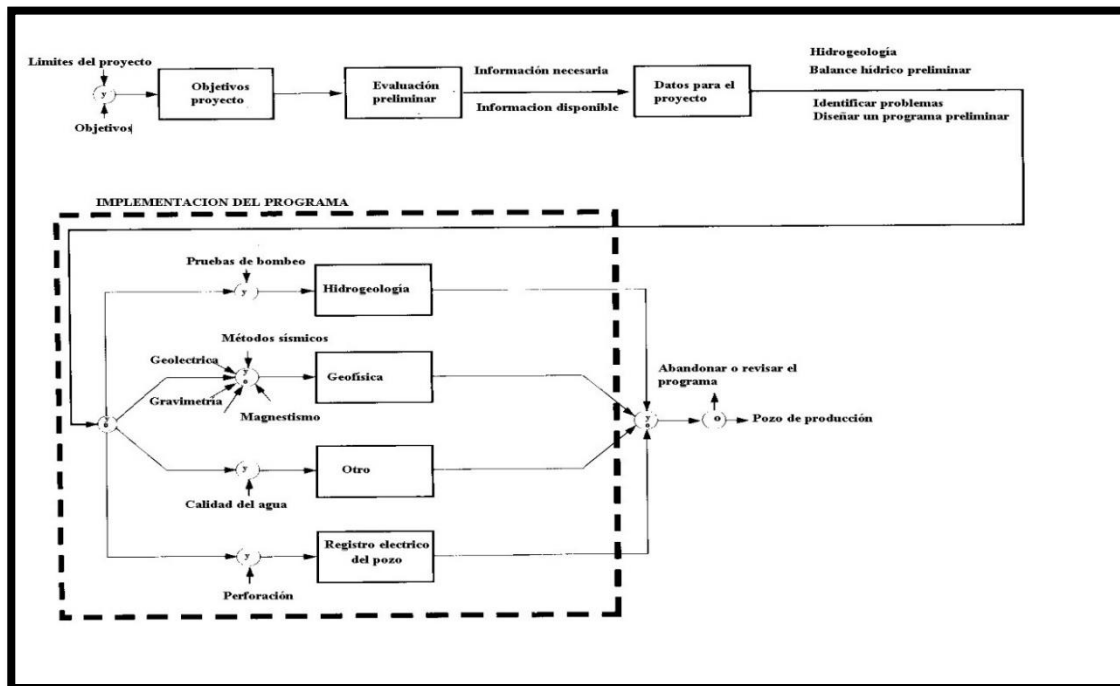 Limites del proyecto
y
Objetivos
Objetivos
proyecto
Evaluación
preliminar
Información necesaria
Informacion disponible
Datos para el
proyecto
Hidrogeología
Balance hídrico preliminar
Identificar problemas
Diseñar un programa preliminar
IMPLEMENTACION DEL PROGRAMA
Pruebas de bombeo
y
Hidrogeología
Métodos sísmicos
Geolectrica
y
o
Gravimetría
Magnestismo
Geofísica
Abandonar o revisar el
programa
y
o
y
o
o
Pozo de producción
y
Calidad del agua
Otro
y
Perforación
Registro electrico
del pozo